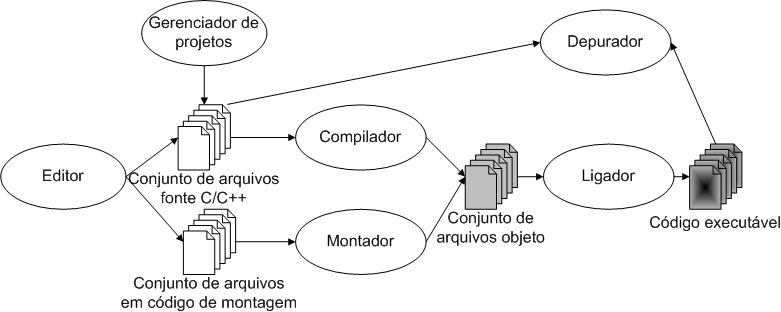 Gerenciador de
projetos
Depurador
Editor
Conjunto de arquivos
fonte C/C++
Compilador
Conjunto de arquivos
em código de montagem
Montador
Conjunto de
arquivos objeto
Ligador
Código executável